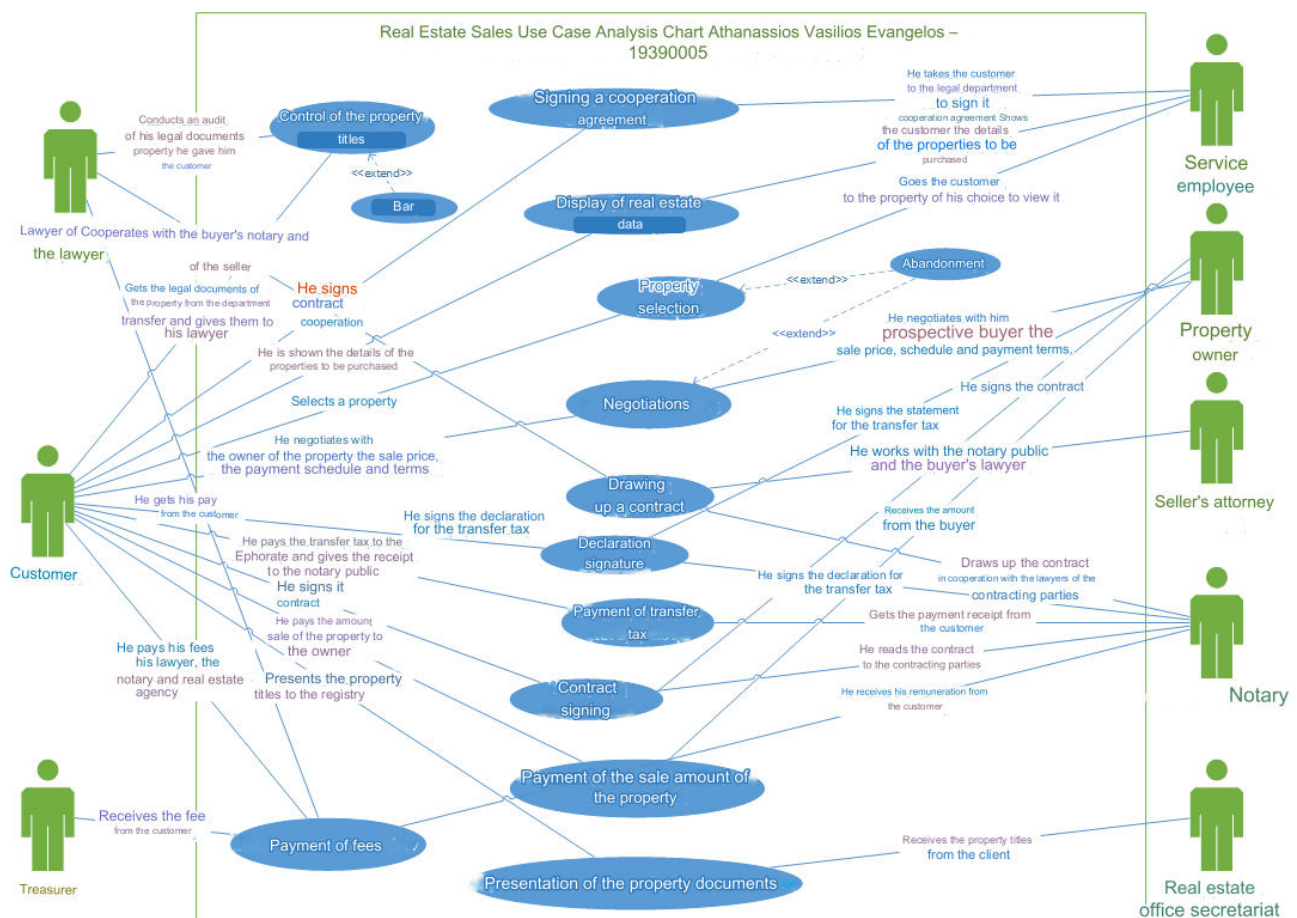 Real Estate Sales Use Case Analysis Chart Athanassios Vasilios Evangelos –
19390005
Conducts an audit
of his legal documents
property he gave him
the customer
Control of the property
titles
<<extend>>
Bar
Lawyer of Cooperates with the buyer's notary and
the lawyer
of the seller
Gets the legal documents of
the property from the department
transfer and gives them to
his lawyer
He signs
contract
cooperation
He is shown the details of the
properties to be purchased
Selects a property
He negotiates with
the owner of the property the sale price,
the payment schedule and terms
He gets his pay
from the customer
Customer
He signs the declaration
for the transfer tax
He pays the transfer tax to the
Ephorate and gives the receipt
to the notary public
He signs it
contract
He pays the amount
sale of the property to
the owner
He pays his fees
his lawyer, the
notary and real estate
agency
Presents the property
titles to the registry
Receives the fee
from the customer
Treasurer
Signing a cooperation
agreement
Display of real estate
data
Property
selection
Negotiations
Drawing
up a contract
Declaration
signature
Payment of transfer
tax
Contract
signing
Payment of the sale amount of
the property
Payment of fees
Presentation of the property documents
He takes the customer
to the legal department
to sign it
cooperation agreement Shows
the customer the details
of the properties to be
purchased
Goes the customer
to the property of his choice to view it
Abandonment
<<extend>>
<<extend>>
He negotiates with him
prospective buyer the
sale price, schedule and payment terms,
He signs the contract
He signs the statement
for the transfer tax
He works with the notary public
and the buyer's lawyer
Receives the amount
from the buyer
Draws up the contract
in cooperation with the lawyers of the
contracting parties
He signs the declaration for
the transfer tax
Gets the payment receipt from
the customer
He reads the contract
to the contracting parties
He receives his remuneration from
the customer
Receives the property titles
from the client
Service
employee
Property
owner
Seller's attorney
Notary
Real estate
office secretariat